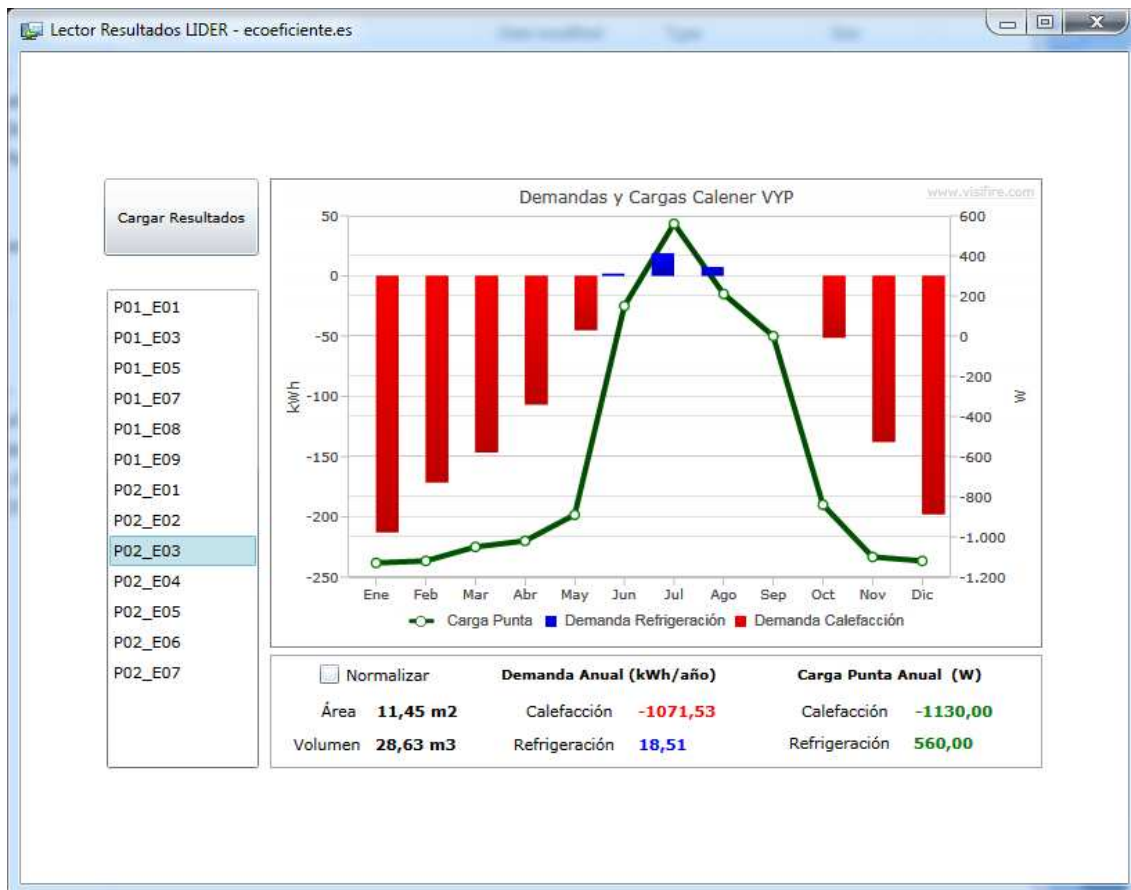 Lector Resultados LIDER - ecoeficiente.es
Cargar Resultados
P01_E01
P01_E03
P01_E05
P01_E07
P01_E08
P01_E09
P02_E01
P02_E02
P02_E03
P02_E04
P02_E05
P02_E06
P02_E07
Demandas y Cargas Calener VYP
www.visifire.com
kWh
50
0
-50
-100
-150
-200
-250
600
400
200
0
-200
-400
-600
-800
-1.000
-1.200
W
Ene Feb Mar Abr May Jun Jul Ago Sep Oct Nov Dic
Carga Punta Demanda Refrigeración Demanda Calefacción
Normalizar Demanda Anual (kWh/año) Carga Punta Anual (W)
Área 11,45 m2 Calefacción -1071,53 Calefacción -1130,00
Volumen 28,63 m3 Refrigeración 18,51 Refrigeración 560,00